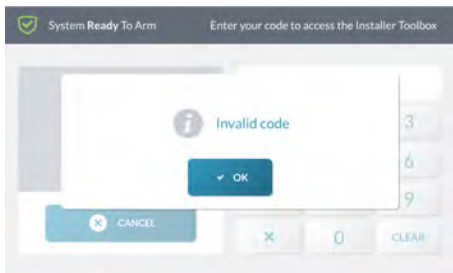 System Ready To Arm
Enter your code to access the Installer Toolbox
Invalid code
3
OK
6
9
CANCEL
0
CLEAR